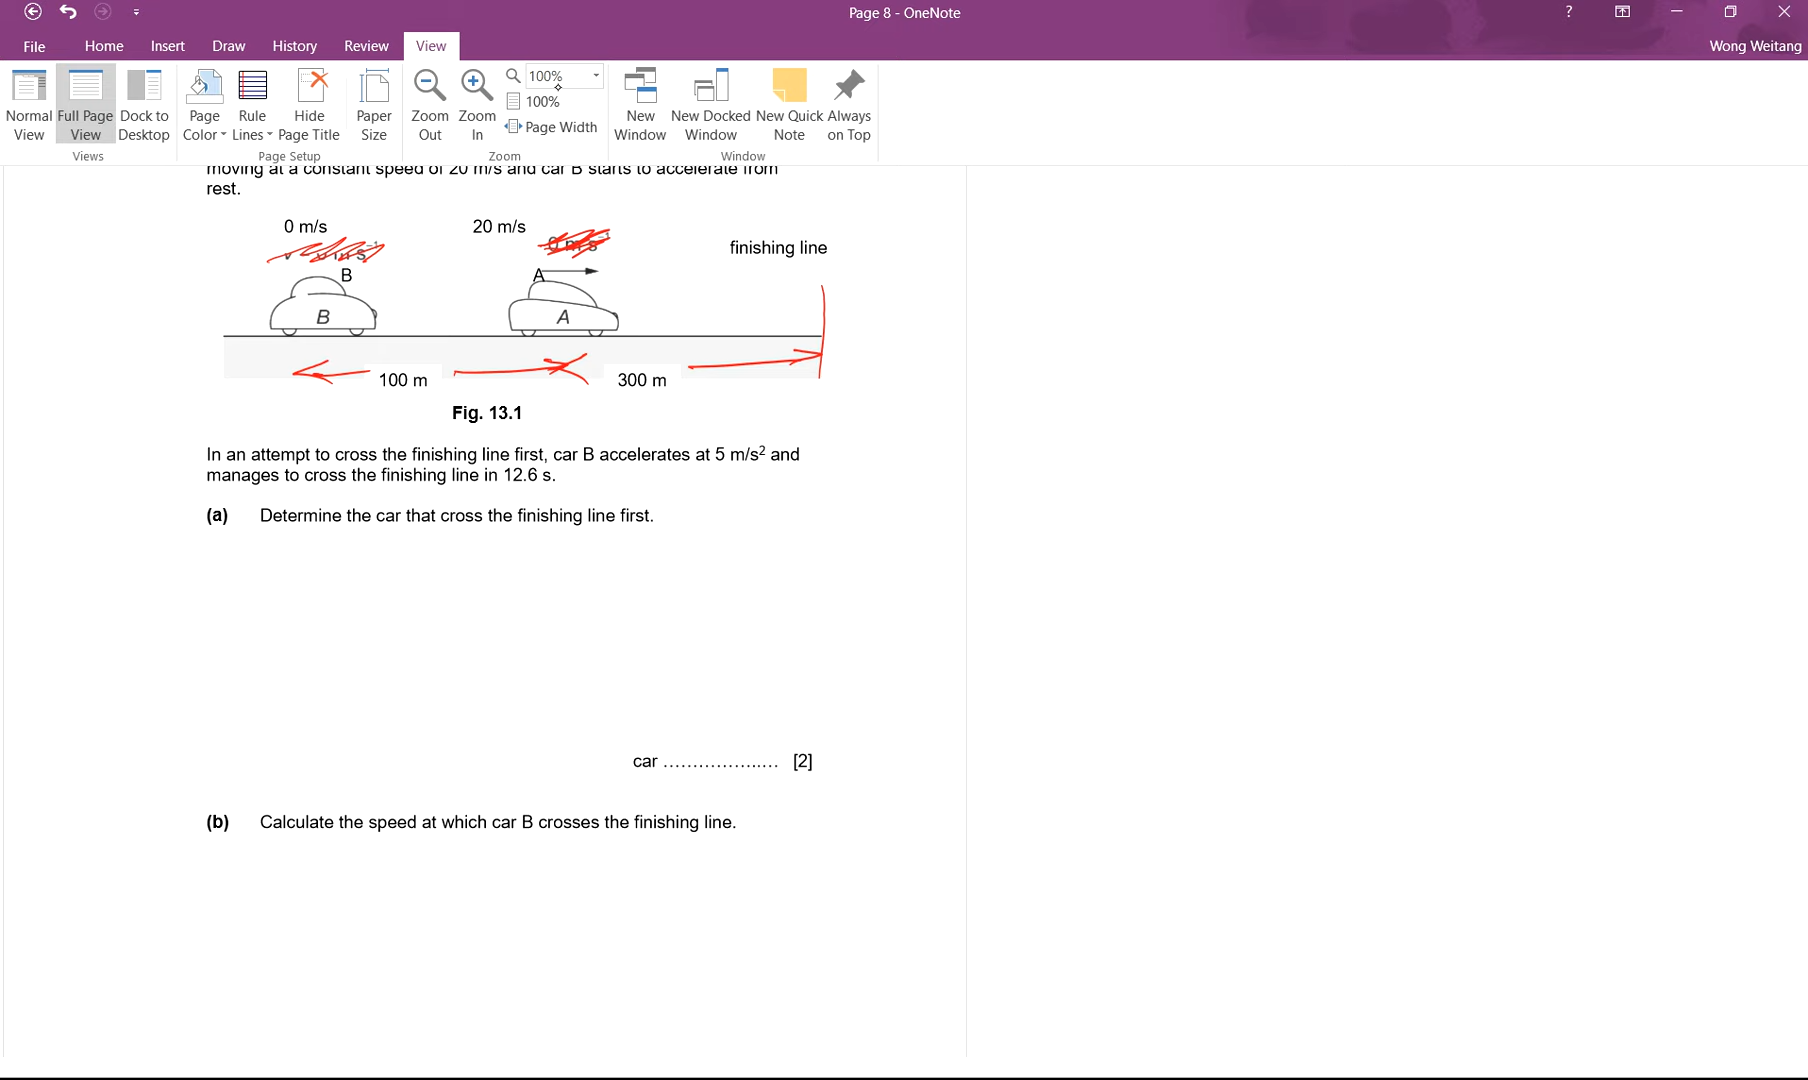 Page 8 - OneNote
?
File Home Insert Draw History Review View
Wong Weitang
Normal View
Full Page View
Dock to Desktop
Views
Page Color
Rule Lines
Hide Page Title
Paper Size
Page Setup
Zoom Out
Zoom In
100%
100%
Page Width
Zoom
New Window
New Docked Window
New Quick Note
Always on Top
Window
moving at a constant speed of 20 m/s and car B starts to accelerate from
rest.
0 m/s
20 m/s
finishing line
B
A
B
A
100 m
300 m
Fig. 13.1
In an attempt to cross the finishing line first, car B accelerates at 5 m/s² and
manages to cross the finishing line in 12.6 s.
(a) Determine the car that cross the finishing line first.
car ………………… [2]
(b) Calculate the speed at which car B crosses the finishing line.